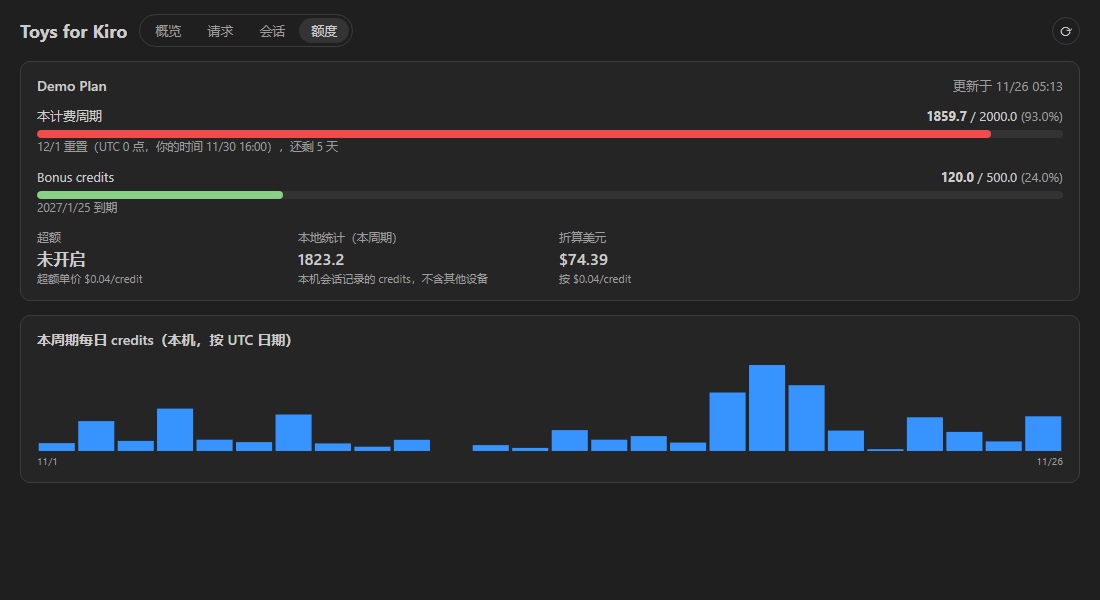 Toys for Kiro 概览 请求 会话 额度
Demo Plan 更新于 11/26 05:13
本计费周期 1859.7 / 2000.0 (93.0%)
12/1 重置（UTC 0 点，你的时间 11/30 16:00），还剩 5 天
Bonus credits 120.0 / 500.0 (24.0%)
2027/1/25 到期
超额 本地统计（本周期） 折算美元
未开启 1823.2 $74.39
超额单价 $0.04/credit 本机会话记录的 credits，不含其他设备 按 $0.04/credit
本周期每日 credits（本机，按 UTC 日期）
11/1 11/26